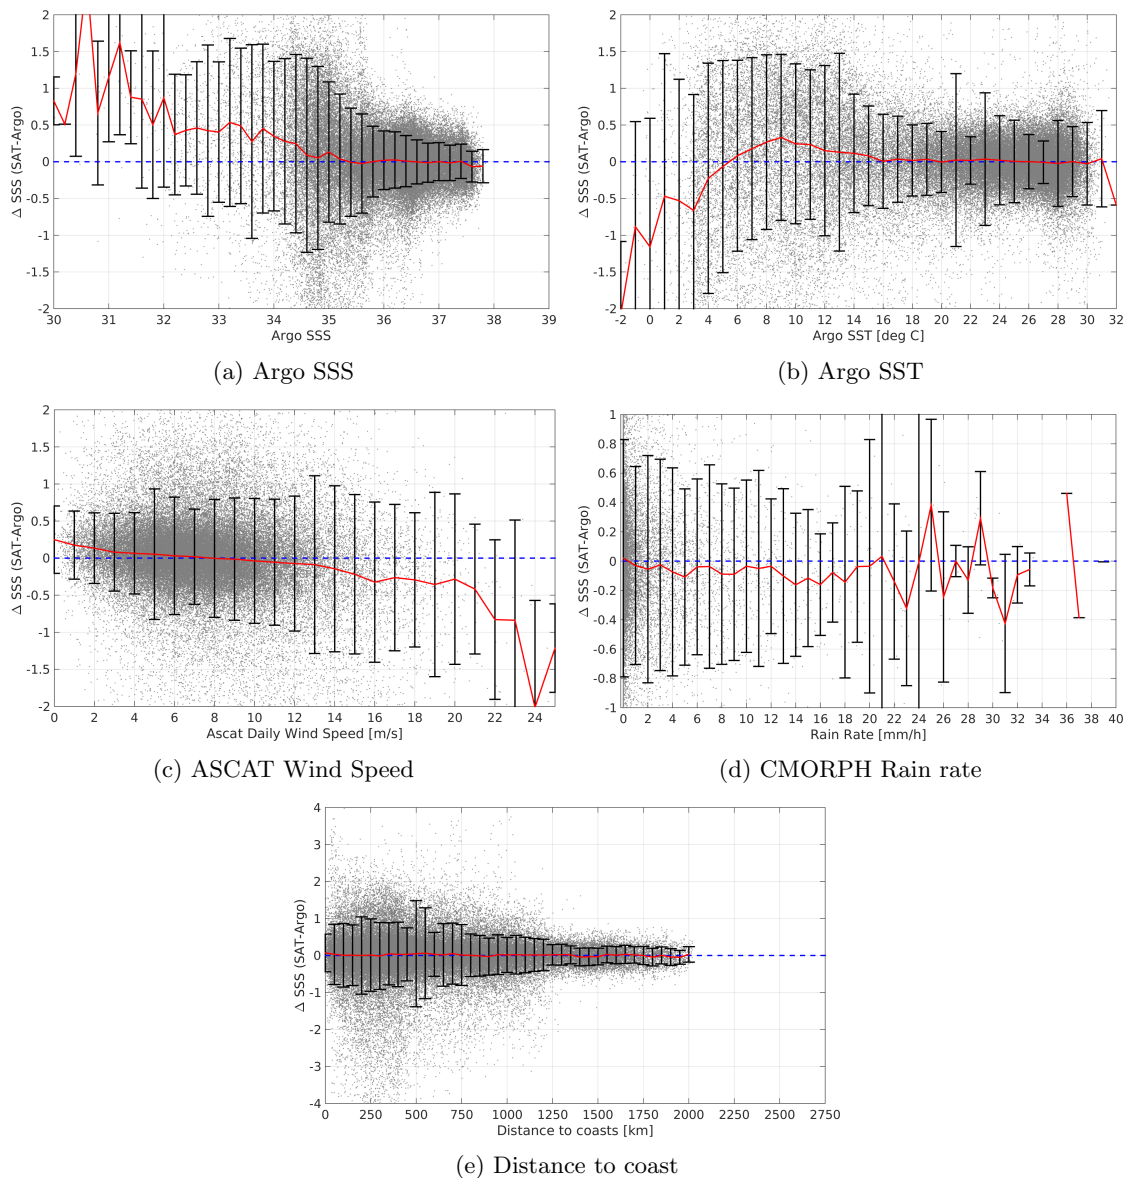 2
1.5
1
0.5
0
-0.5
-1
-1.5
-2
Δ SSS (SAT-Argo)
30 31 32 33 34 35 36 37 38 39
Argo SSS
(a) Argo SSS
2
1.5
1
0.5
0
-0.5
-1
-1.5
-2
Δ SSS (SAT-Argo)
-2 0 2 4 6 8 10 12 14 16 18 20 22 24 26 28 30 32
Argo SST [deg C]
(b) Argo SST
2
1.5
1
0.5
0
-0.5
-1
-1.5
-2
Δ SSS (SAT-Argo)
0 2 4 6 8 10 12 14 16 18 20 22 24
Ascat Daily Wind Speed [m/s]
(c) ASCAT Wind Speed
1
0.8
0.6
0.4
0.2
0
-0.2
-0.4
-0.6
-0.8
-1
Δ SSS (SAT-Argo)
0 2 4 6 8 10 12 14 16 18 20 22 24 26 28 30 32 34 36 38 40
Rain Rate [mm/h]
(d) CMORPH Rain rate
4
3
2
1
0
-1
-2
-3
-4
Δ SSS (SAT-Argo)
0 250 500 750 1000 1250 1500 1750 2000 2250 2500 2750
Distance to coasts [km]
(e) Distance to coast